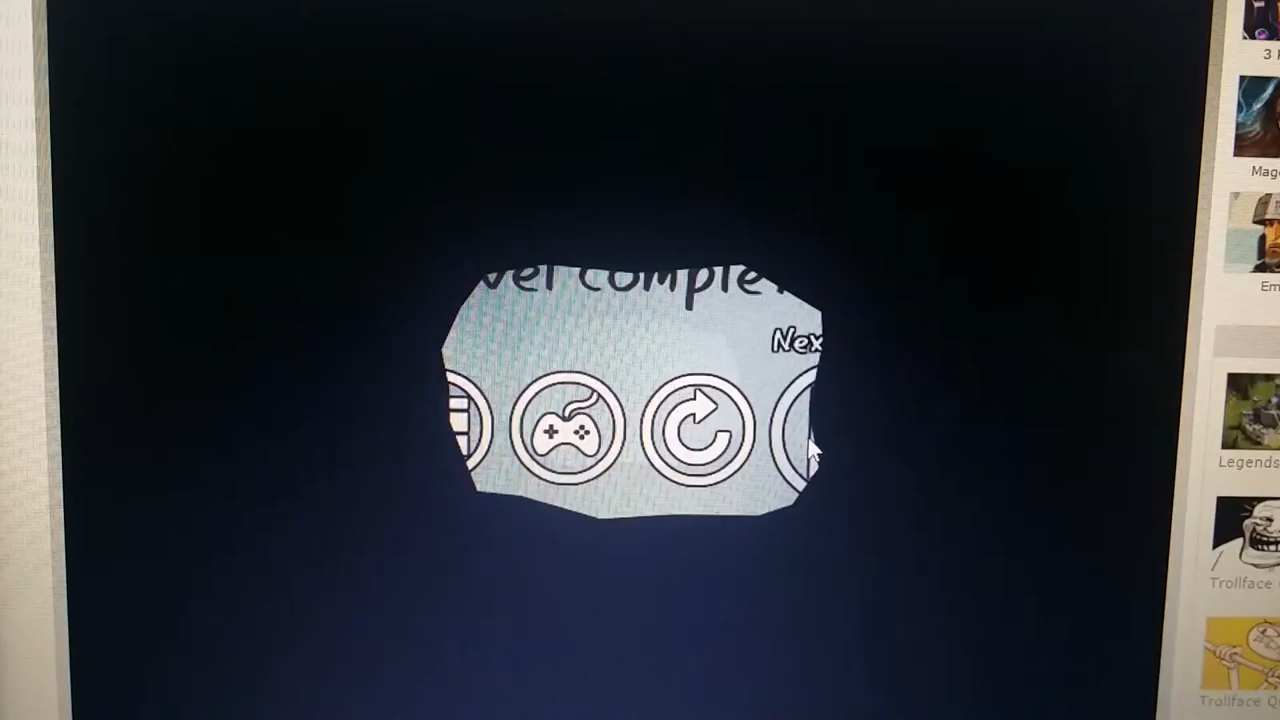 vel comple
Nex
3
Mag
Em
Legends
Trollface
Trollface Q